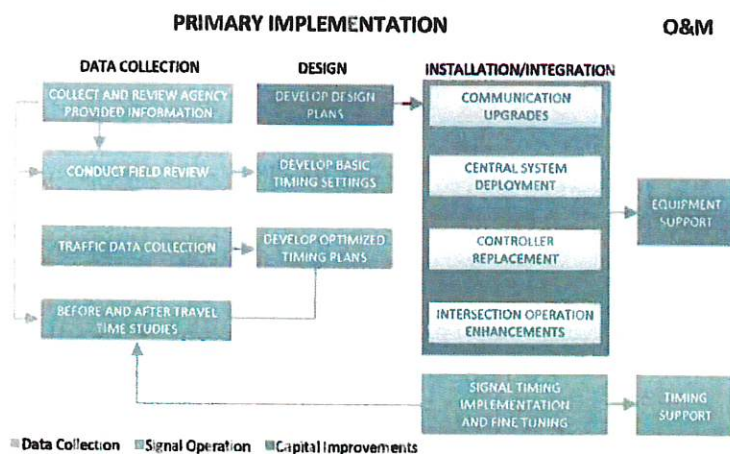 PRIMARY IMPLEMENTATION
O&M
DATA COLLECTION
DESIGN
INSTALLATION/INTEGRATION
COLLECT AND REVIEW AGENCY
PROVIDED INFORMATION
DEVELOP DESIGN
PLANS
COMMUNICATION
UPGRADES
CONDUCT FIELD REVIEW
DEVELOP BASIC
TIMING SETTINGS
CENTRAL SYSTEM
DEPLOYMENT
EQUIPMENT
SUPPORT
TRAFFIC DATA COLLECTION
DEVELOP OPTIMIZED
TIMING PLANS
CONTROLLER
REPLACEMENT
BEFORE AND AFTER TRAVEL
TIME STUDIES
INTERSECTION OPERATION
ENHANCEMENTS
SIGNAL TIMING
IMPLEMENTATION
AND FINE TUNING
TIMING
SUPPORT
Data Collection Signal Operation Capital Improvements